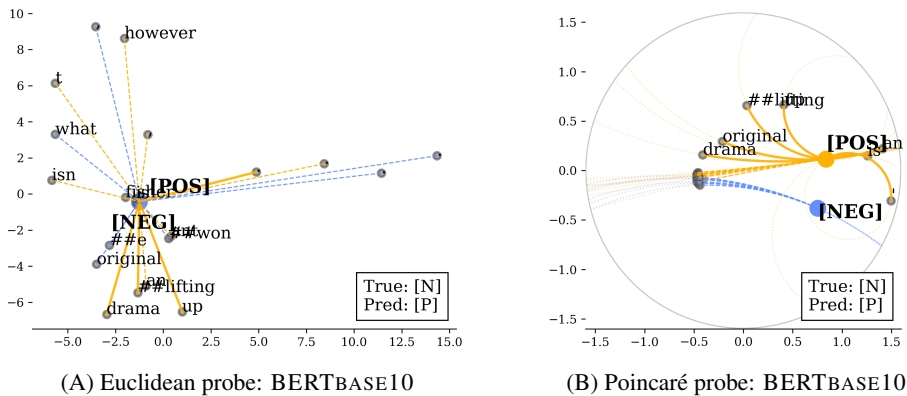 10
8
6
4
2
0
−2
−4
−6
−5.0
−2.5
0.0
2.5
5.0
7.5
10.0
12.5
15.0
however
t
what
isn
[POS]
[NEG]
##e
##won
original
an
##lifting
drama
up
True: [N]
Pred: [P]
(A) Euclidean probe: BERTBASE10
1.5
1.0
0.5
0.0
−0.5
−1.0
−1.5
−1.5
−1.0
−0.5
0.0
0.5
1.0
1.5
##lifting
up
original
drama
[POS]
is
an
'
[NEG]
True: [N]
Pred: [P]
(B) Poincaré probe: BERTBASE10